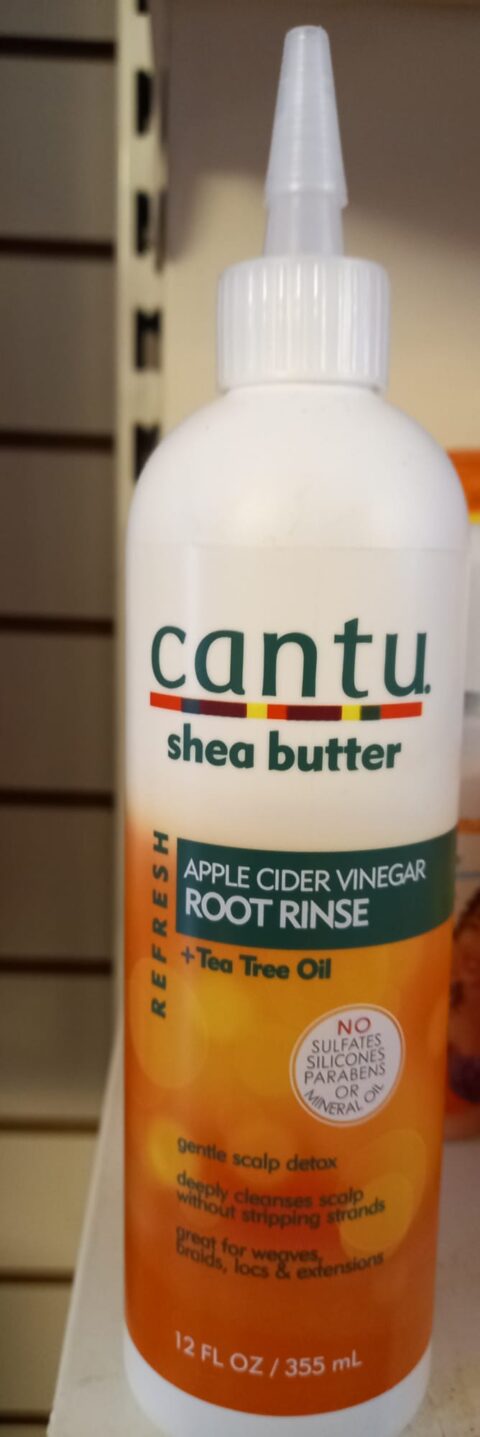 cantu.
shea butter
REFRESH
APPLE CIDER VINEGAR
ROOT RINSE
+Tea Tree Oil
NO
SULFATES
SILICONES
PARABENS
OR
MINERAL OIL
gentle scalp detox
deeply cleanses scalp
without stripping strands
great for weaves,
braids, locs & extensions
12 FL OZ / 355 mL